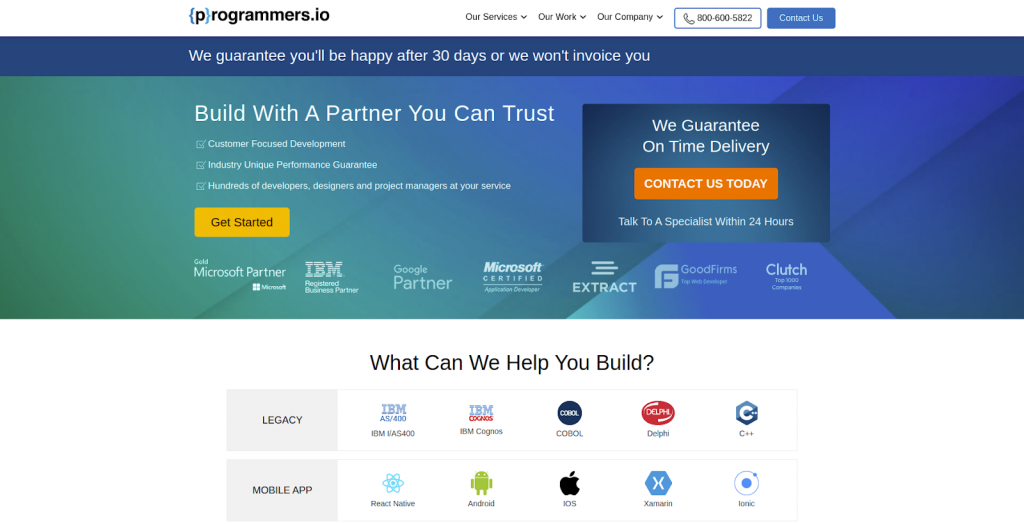 {p}rogrammers.io
Our Services
Our Work
Our Company
800-600-5822
Contact Us
We guarantee you'll be happy after 30 days or we won't invoice you
Build With A Partner You Can Trust
Customer Focused Development
Industry Unique Performance Guarantee
Hundreds of developers, designers and project managers at your service
Get Started
We Guarantee
On Time Delivery
CONTACT US TODAY
Talk To A Specialist Within 24 Hours
Gold
Microsoft Partner
Microsoft
IBM
Registered
Business Partner
Google
Partner
Microsoft
CERTIFIED
Application Developer
EXTRACT
GoodFirms
Top Web Developer
Clutch
Top 1000
Companies
What Can We Help You Build?
LEGACY
IBM
AS/400
IBM I/AS400
IBM
COGNOS
IBM Cognos
COBOL
COBOL
DELPHI
Delphi
C++
C++
MOBILE APP
React Native
Android
IOS
X
Xamarin
Ionic